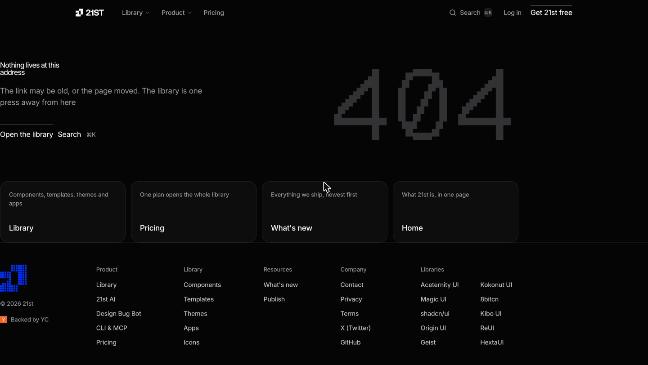 21ST
Library
Product
Pricing
Search ⌘K
Log in
Get 21st free
Nothing lives at this
address
The link may be old, or the page moved. The library is one
press away from here
Open the library
Search ⌘K
404
Components, templates, themes and
apps
Library
One plan opens the whole library
Pricing
Everything we ship, newest first
What's new
What 21st is, in one page
Home
© 2026 21st
Y Backed by YC
Product
Library
21st AI
Design Bug Bot
CLI & MCP
Pricing
Library
Components
Templates
Themes
Apps
Icons
Resources
What's new
Publish
Company
Contact
Privacy
Terms
X (Twitter)
GitHub
Libraries
Aceternity UI
Magic UI
shadcn/ui
Origin UI
Geist
Kokonut UI
8bitcn
Kibo UI
ReUI
HextaUI